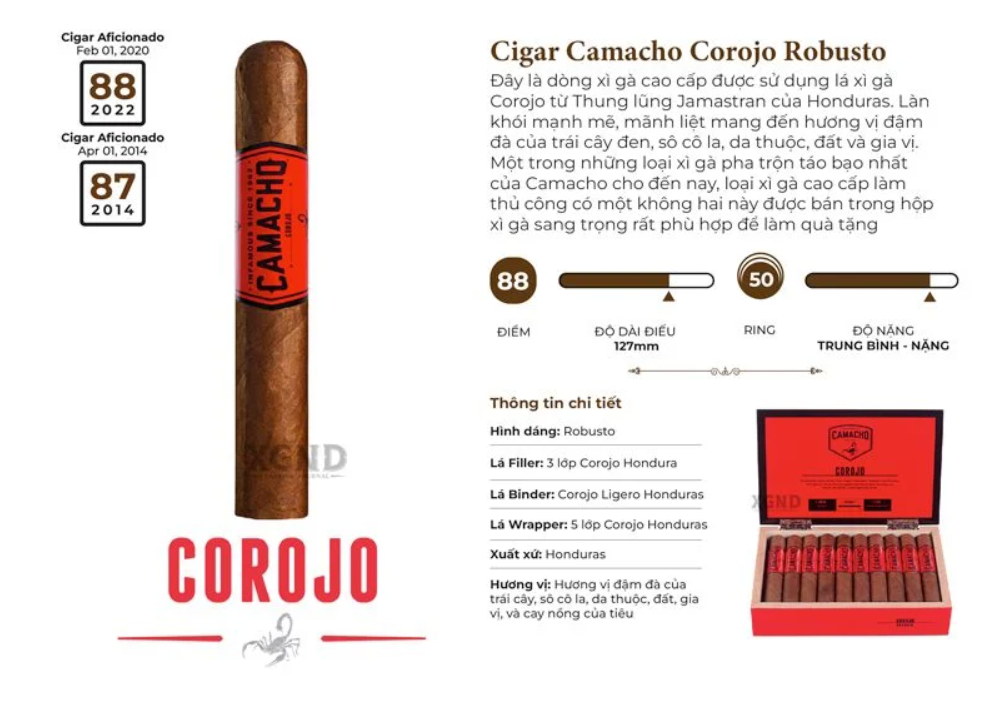 Cigar Aficionado
Feb 01, 2020
88
2022
Cigar Aficionado
Apr 01, 2014
87
2014
INFAMOUS SINCE 1962
CAMACHO
COROJO
XGND
COROJO
Cigar Camacho Corojo Robusto
Đây là dòng xì gà cao cấp được sử dụng lá xì gà
Corojo từ Thung lũng Jamastran của Honduras. Làn
khói mạnh mẽ, mãnh liệt mang đến hương vị đậm
đà của trái cây đen, sô cô la, da thuộc, đất và gia vị.
Một trong những loại xì gà pha trộn táo bạo nhất
của Camacho cho đến nay, loại xì gà cao cấp làm
thủ công có một không hai này được bán trong hộp
xì gà sang trọng rất phù hợp để làm quà tặng
88
50
ĐIỂM
ĐỘ DÀI ĐIẾU
127mm
RING
ĐỘ NẶNG
TRUNG BÌNH - NẶNG
Thông tin chi tiết
Hình dáng: Robusto
Lá Filler: 3 lớp Corojo Hondura
Lá Binder: Corojo Ligero Honduras
Lá Wrapper: 5 lớp Corojo Honduras
Xuất xứ: Honduras
Hương vị: Hương vị đậm đà của
trái cây, sô cô la, da thuộc, đất, gia
vị, và cay nồng của tiêu
CAMACHO
COROJO
XGND